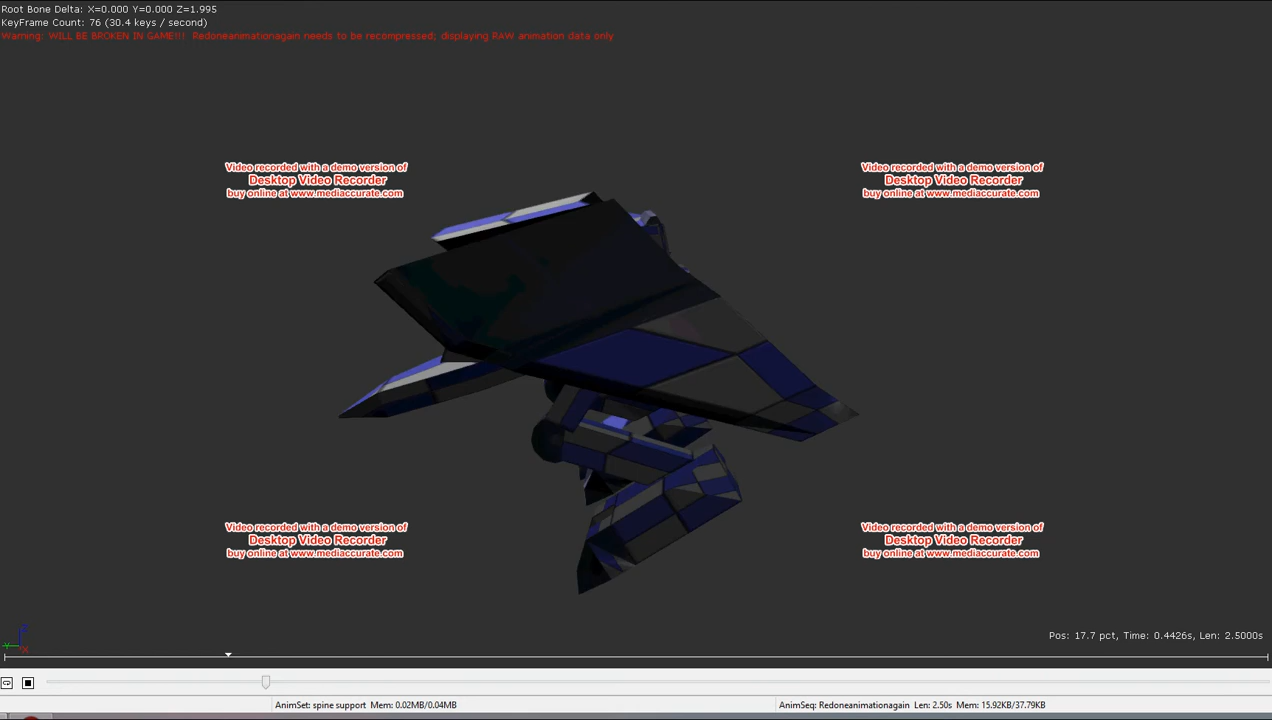 Root Bone Delta: X=0.000 Y=0.000 Z=1.995
KeyFrame Count: 76 (30.4 keys / second)
Warning: WILL BE BROKEN IN GAME!!! Redoneanimationagain needs to be recompressed; displaying RAW animation data only
Video recorded with a demo version of
Desktop Video Recorder
buy online at www.mediaccurate.com
Video recorded with a demo version of
Desktop Video Recorder
buy online at www.mediaccurate.com
Video recorded with a demo version of
Desktop Video Recorder
buy online at www.mediaccurate.com
Video recorded with a demo version of
Desktop Video Recorder
buy online at www.mediaccurate.com
Z
Y
X
Pos: 17.7 pct, Time: 0.4426s, Len: 2.5000s
AnimSet: spine support Mem: 0.02MB/0.04MB
AnimSeq: Redoneanimationagain Len: 2.50s Mem: 15.92KB/37.79KB